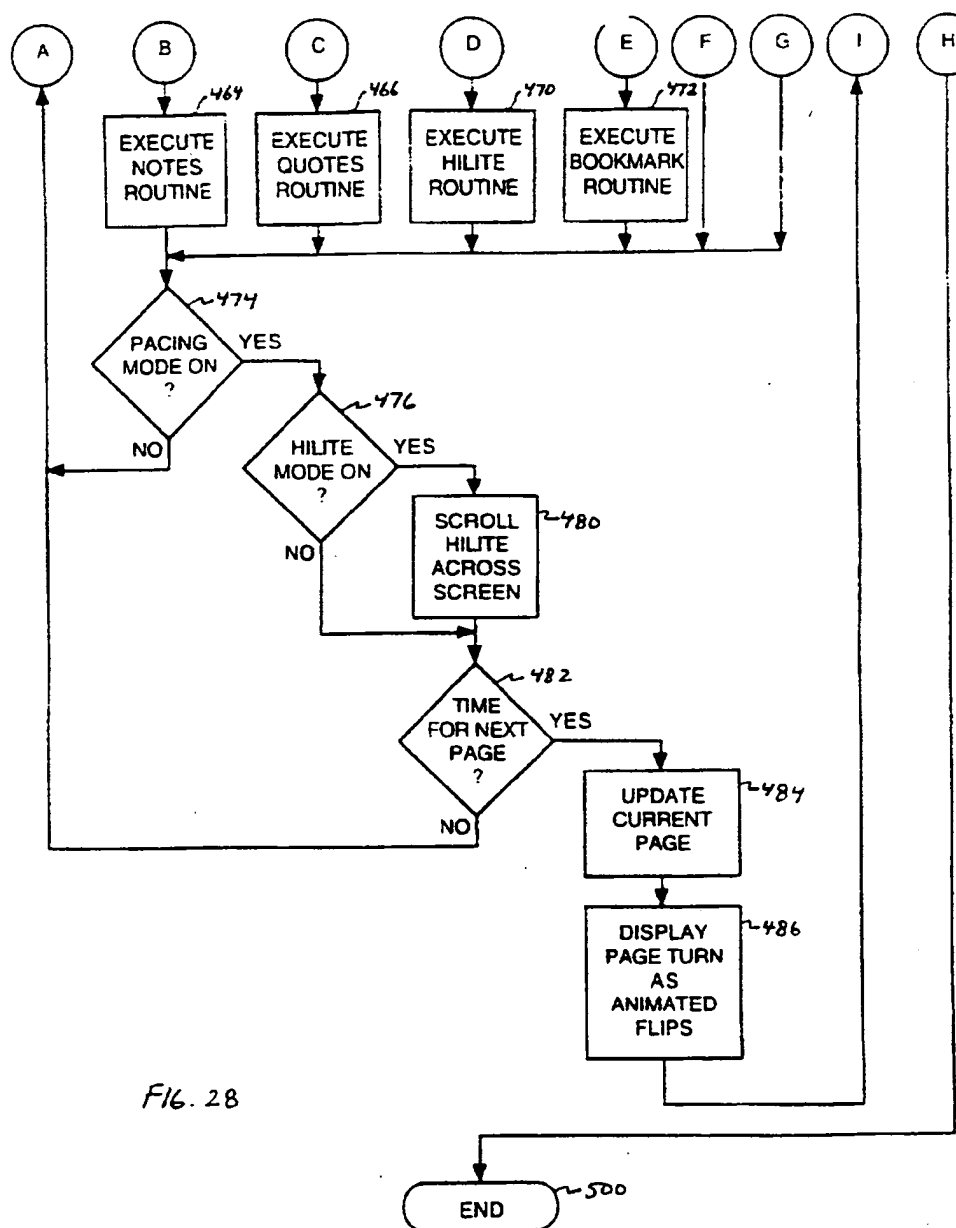 A
B
C
D
E
F
G
I
H
464
466
470
472
EXECUTE
NOTES
ROUTINE
EXECUTE
QUOTES
ROUTINE
EXECUTE
HILITE
ROUTINE
EXECUTE
BOOKMARK
ROUTINE
474
PACING
MODE ON
?
YES
NO
476
HILITE
MODE ON
?
YES
NO
480
SCROLL
HILITE
ACROSS
SCREEN
482
TIME
FOR NEXT
PAGE
?
YES
NO
484
UPDATE
CURRENT
PAGE
486
DISPLAY
PAGE TURN
AS
ANIMATED
FLIPS
FIG. 28
END
500